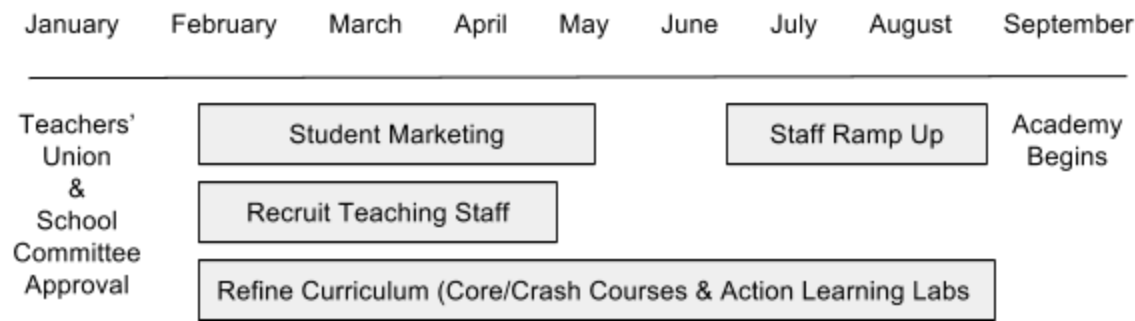 January February March April May June July August September
Teachers'
Union
&
School
Committee
Approval
Student Marketing
Staff Ramp Up
Academy
Begins
Recruit Teaching Staff
Refine Curriculum (Core/Crash Courses & Action Learning Labs